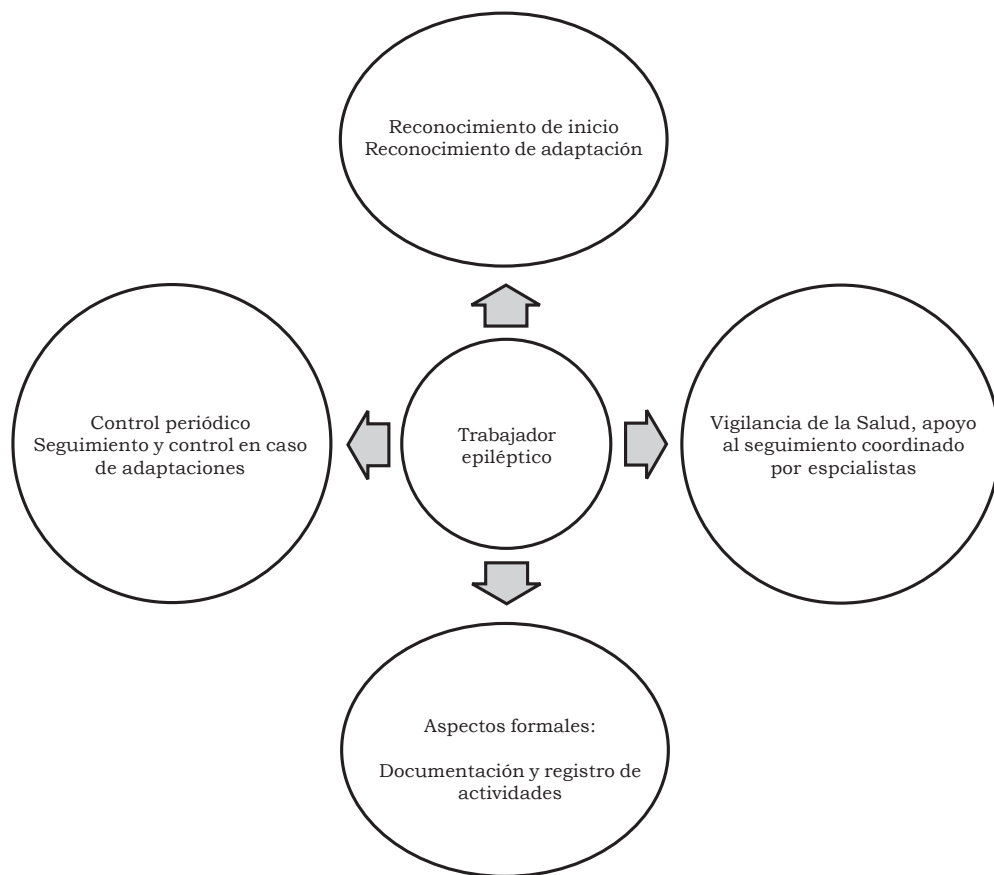 Reconocimiento de inicio
Reconocimiento de adaptación
Control periódico
Seguimiento y control en caso
de adaptaciones
Trabajador
epiléptico
Vigilancia de la Salud, apoyo
al seguimiento coordinado
por espcialistas
Aspectos formales:
Documentación y registro de
actividades